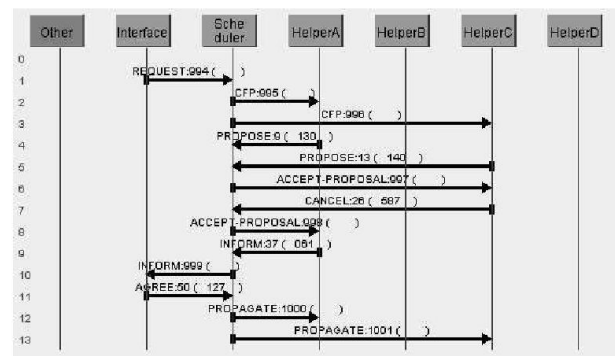 Other Interface Sche duler HelperA HelperB HelperC HelperD
0
1 REQUEST:994 ( )
2 CFP:995 ( )
3 CFP:996 ( )
4 PROPOSE:9 ( 130 )
5 PROPOSE:13 ( 140 )
6 ACCEPT-PROPOSAL:997 ( )
7 CANCEL:26 ( 587 )
8 ACCEPT-PROPOSAL:998 ( )
9 INFORM:37 ( 061 )
10 INFORM:999 ( )
11 AGREE:50 ( 127 )
12 PROPAGATE:1000 ( )
13 PROPAGATE:1001 ( )